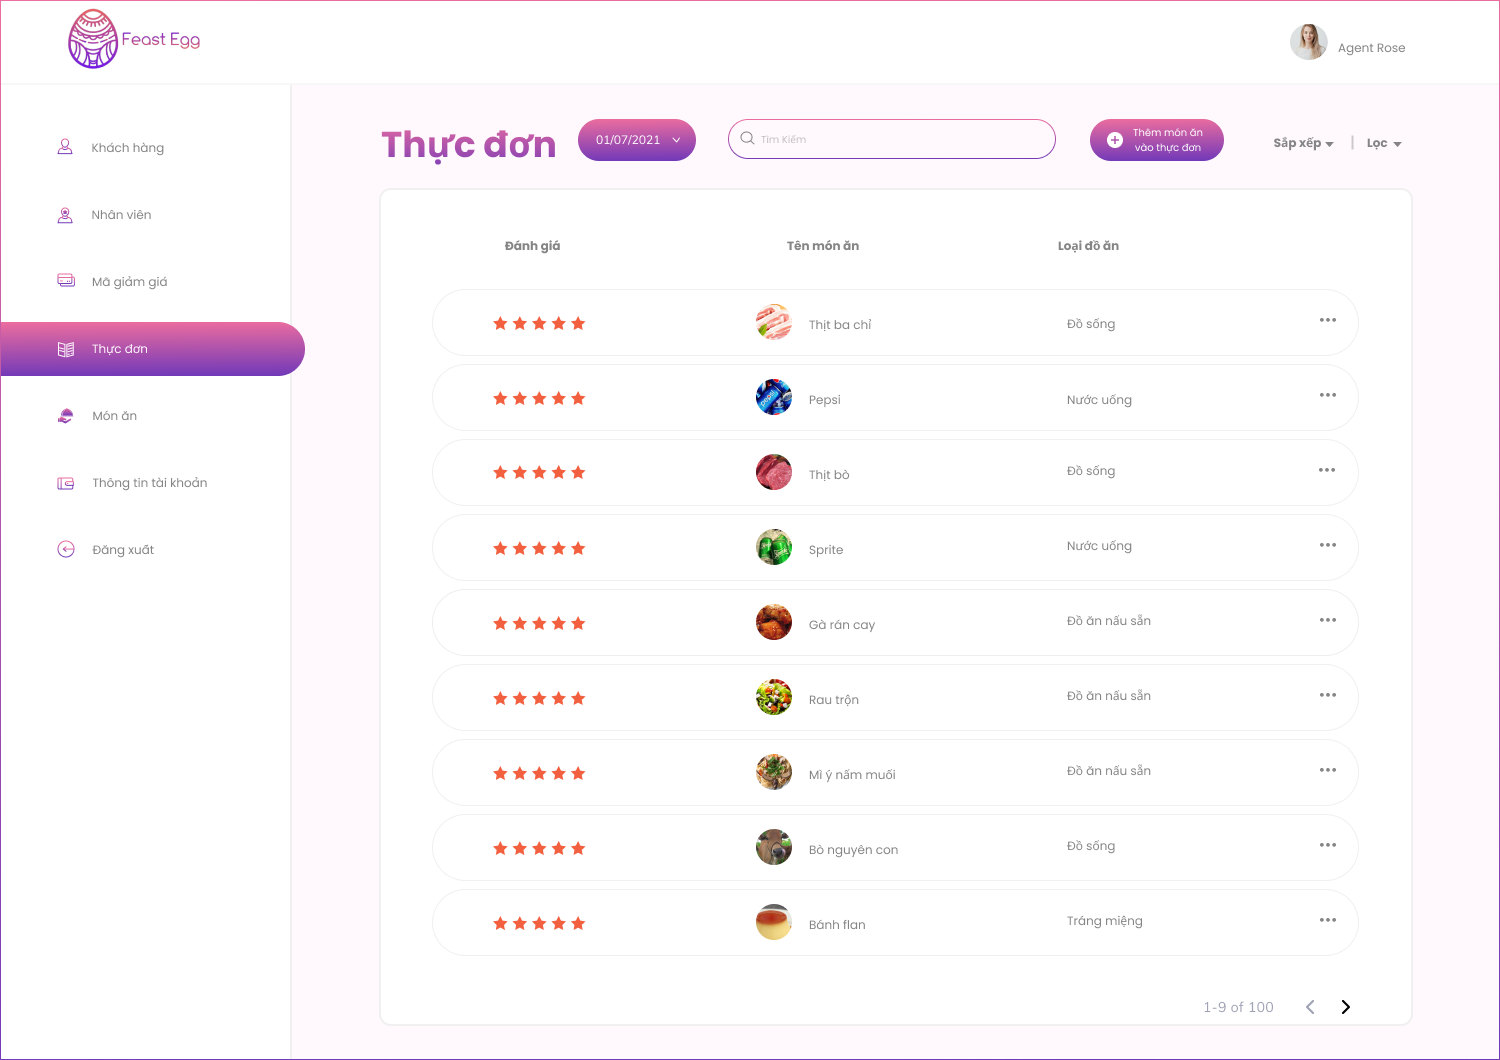 Feast Egg
Agent Rose
Khách hàng
Nhân viên
Mã giảm giá
Thực đơn
Món ăn
Thông tin tài khoản
Đăng xuất
Thực đơn
01/07/2021
Tìm Kiếm
Thêm món ăn
vào thực đơn
Sắp xếp | Lọc
Đánh giá Tên món ăn Loại đồ ăn
Thịt ba chỉ Đồ sống
Pepsi Nước uống
Thịt bò Đồ sống
Sprite Nước uống
Gà rán cay Đồ ăn nấu sẵn
Rau trộn Đồ ăn nấu sẵn
Mì ý nấm muối Đồ ăn nấu sẵn
Bò nguyên con Đồ sống
Bánh flan Tráng miệng
1-9 of 100